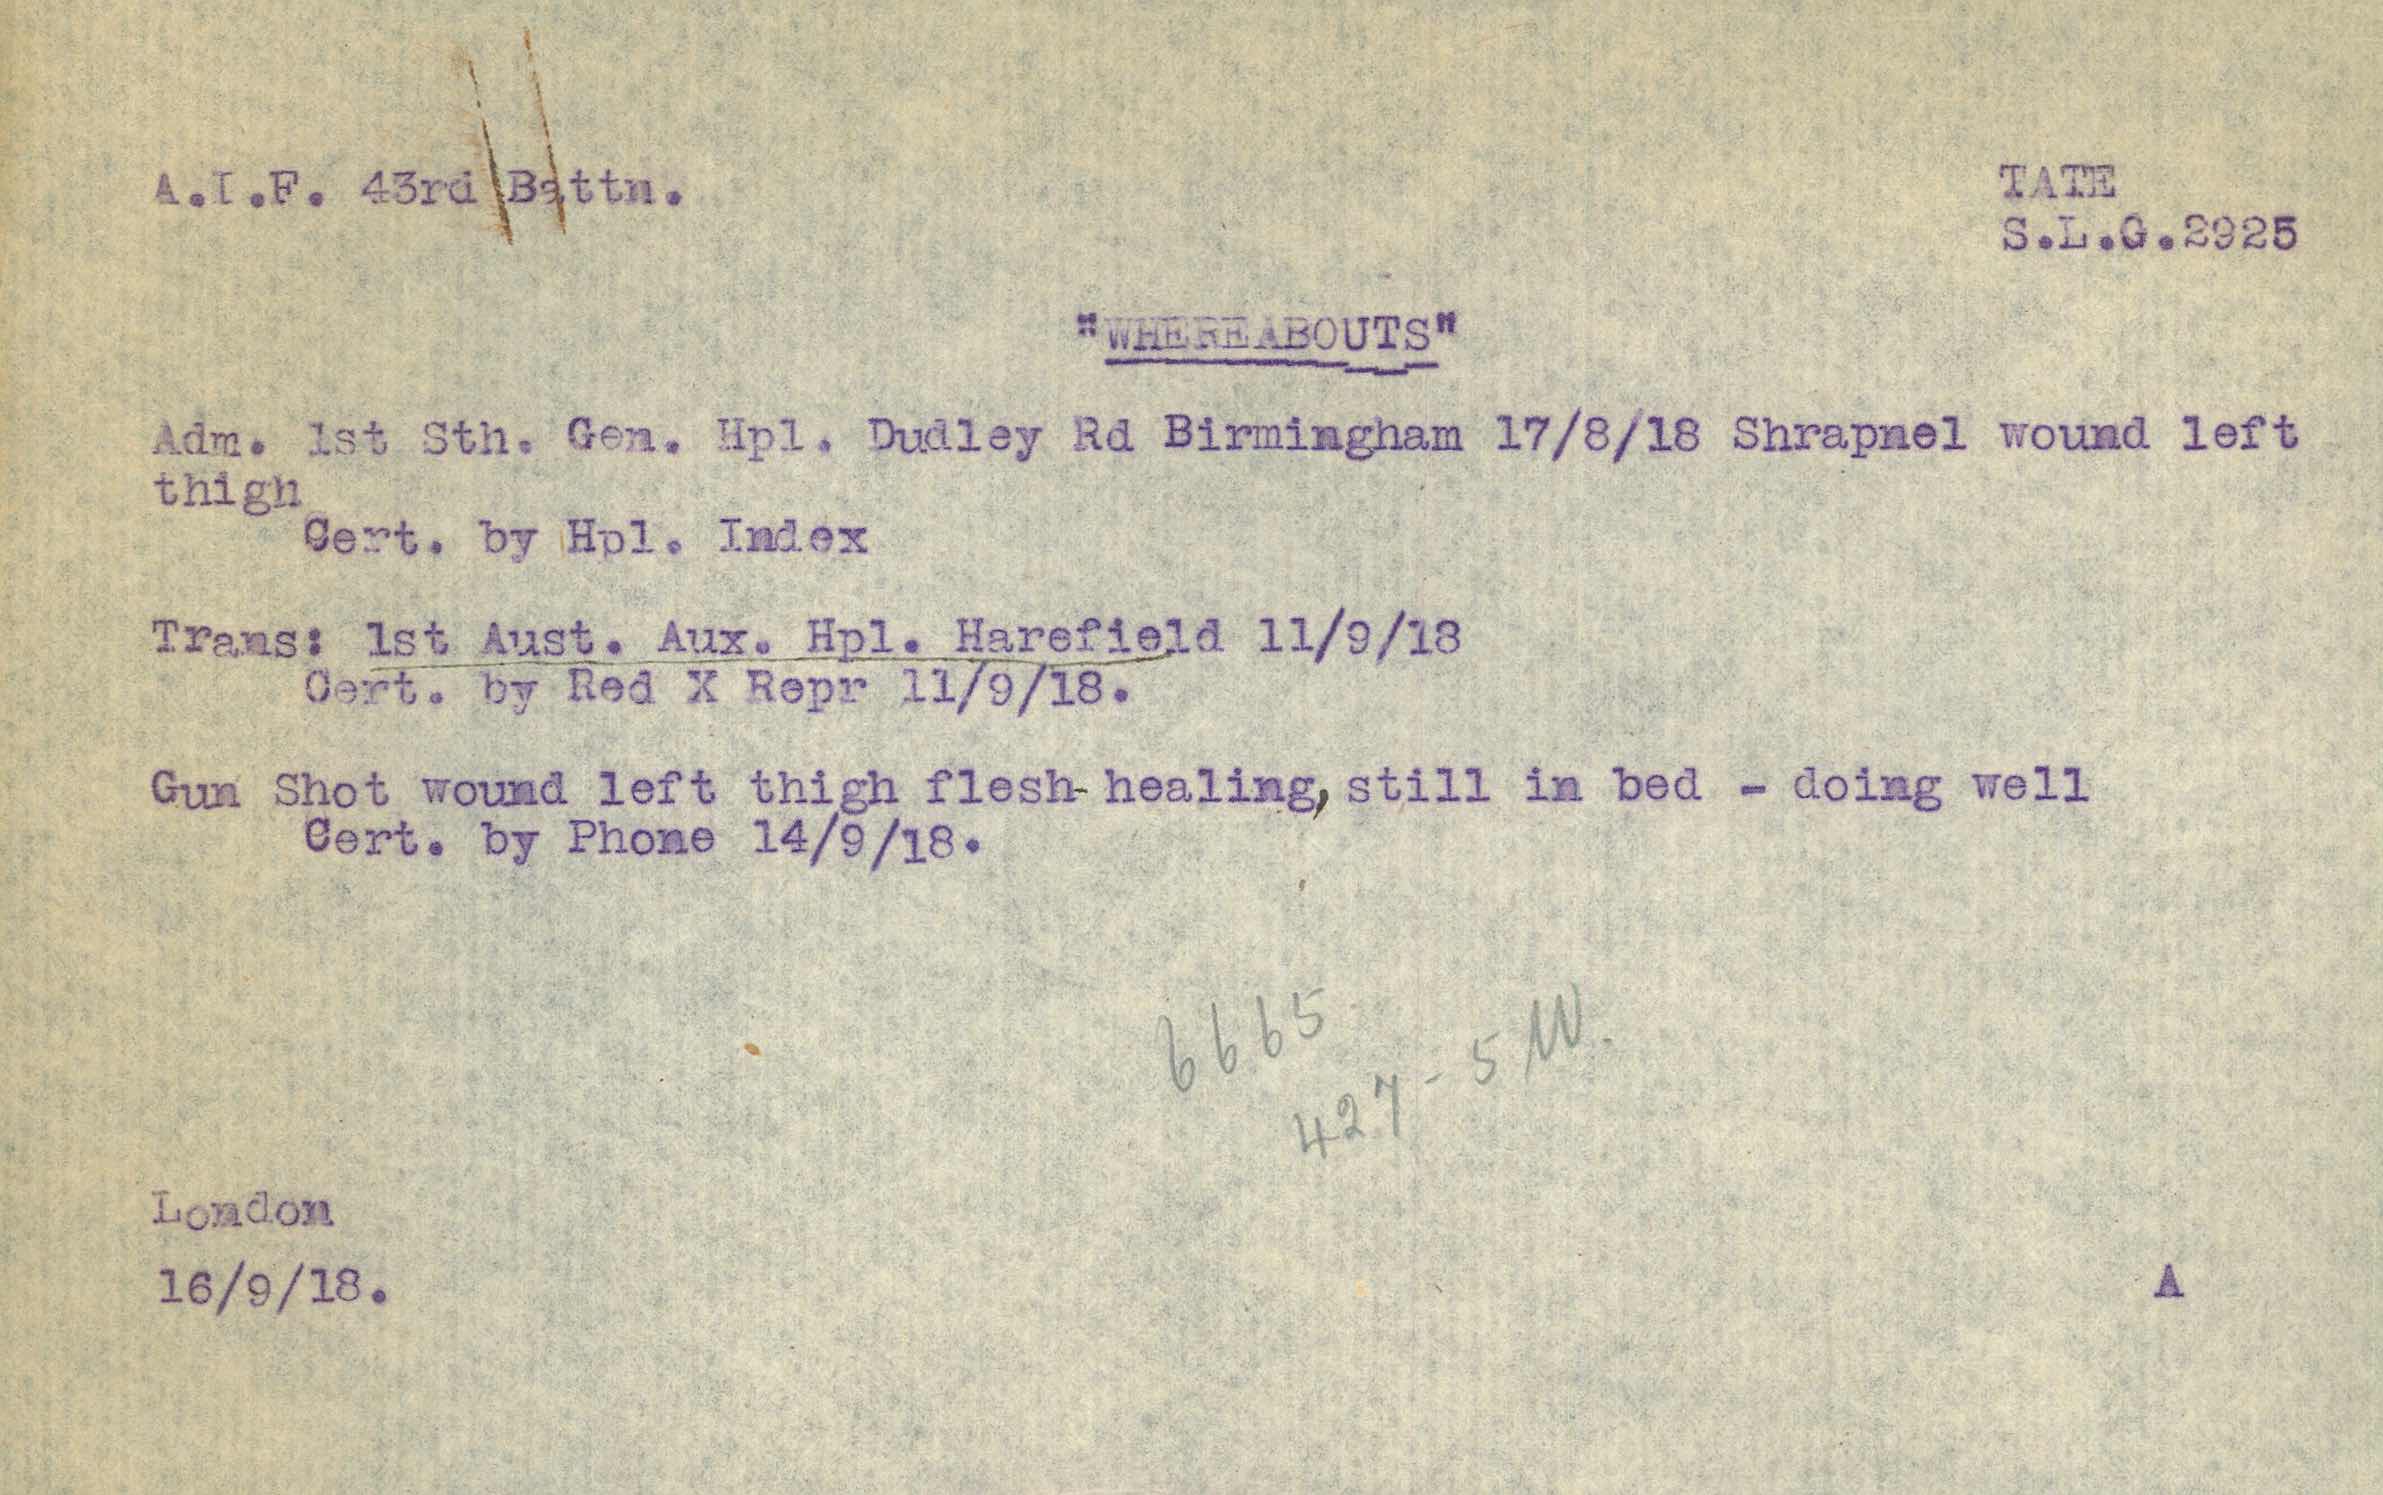 A.I.F. 43rd Battn.
TATE
S.L.G.2925
"WHEREABOUTS"
Adm. 1st Sth. Gen. Hpl. Dudley Rd Birmingham 17/8/18 Shrapnel wound left
thigh
Cert. by Hpl. Index
Trans: 1st Aust. Aux. Hpl. Harefield 11/9/18
Cert. by Red X Repr 11/9/18.
Gun Shot wound left thigh flesh-healing, still in bed - doing well
Cert. by Phone 14/9/18.
6665
427-5W.
London
16/9/18.
A